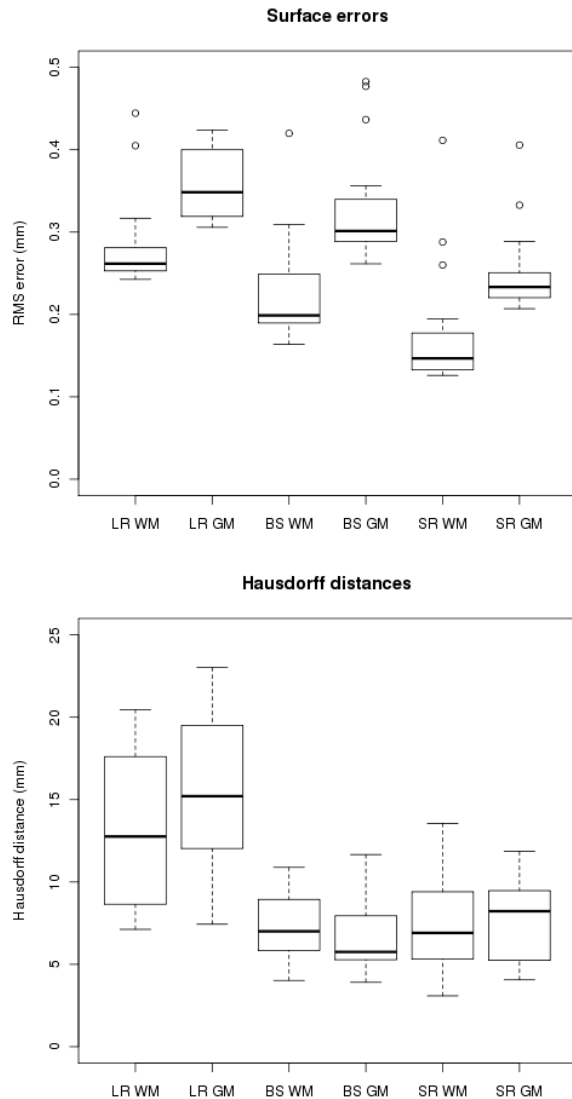 Surface errors
RMS error (mm)
0.5
0.4
0.3
0.2
0.1
0.0
LR WM LR GM BS WM BS GM SR WM SR GM
Hausdorff distances
Hausdorff distance (mm)
25
20
15
10
5
0
LR WM LR GM BS WM BS GM SR WM SR GM